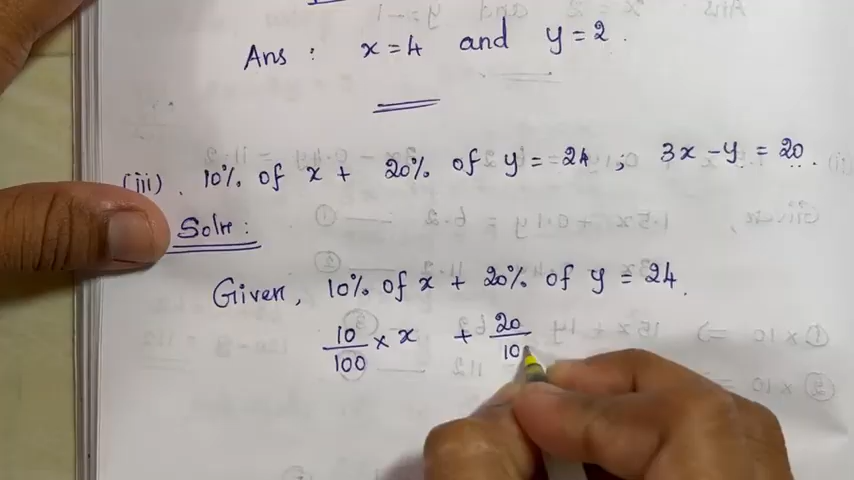 Ans : x = 4 and y = 2 .
(iii) . 10% of x + 20% of y = 24 ; 3x - y = 20 .
Soln :
Given, 10% of x + 20% of y = 24 .
10/100 × x + 20/10